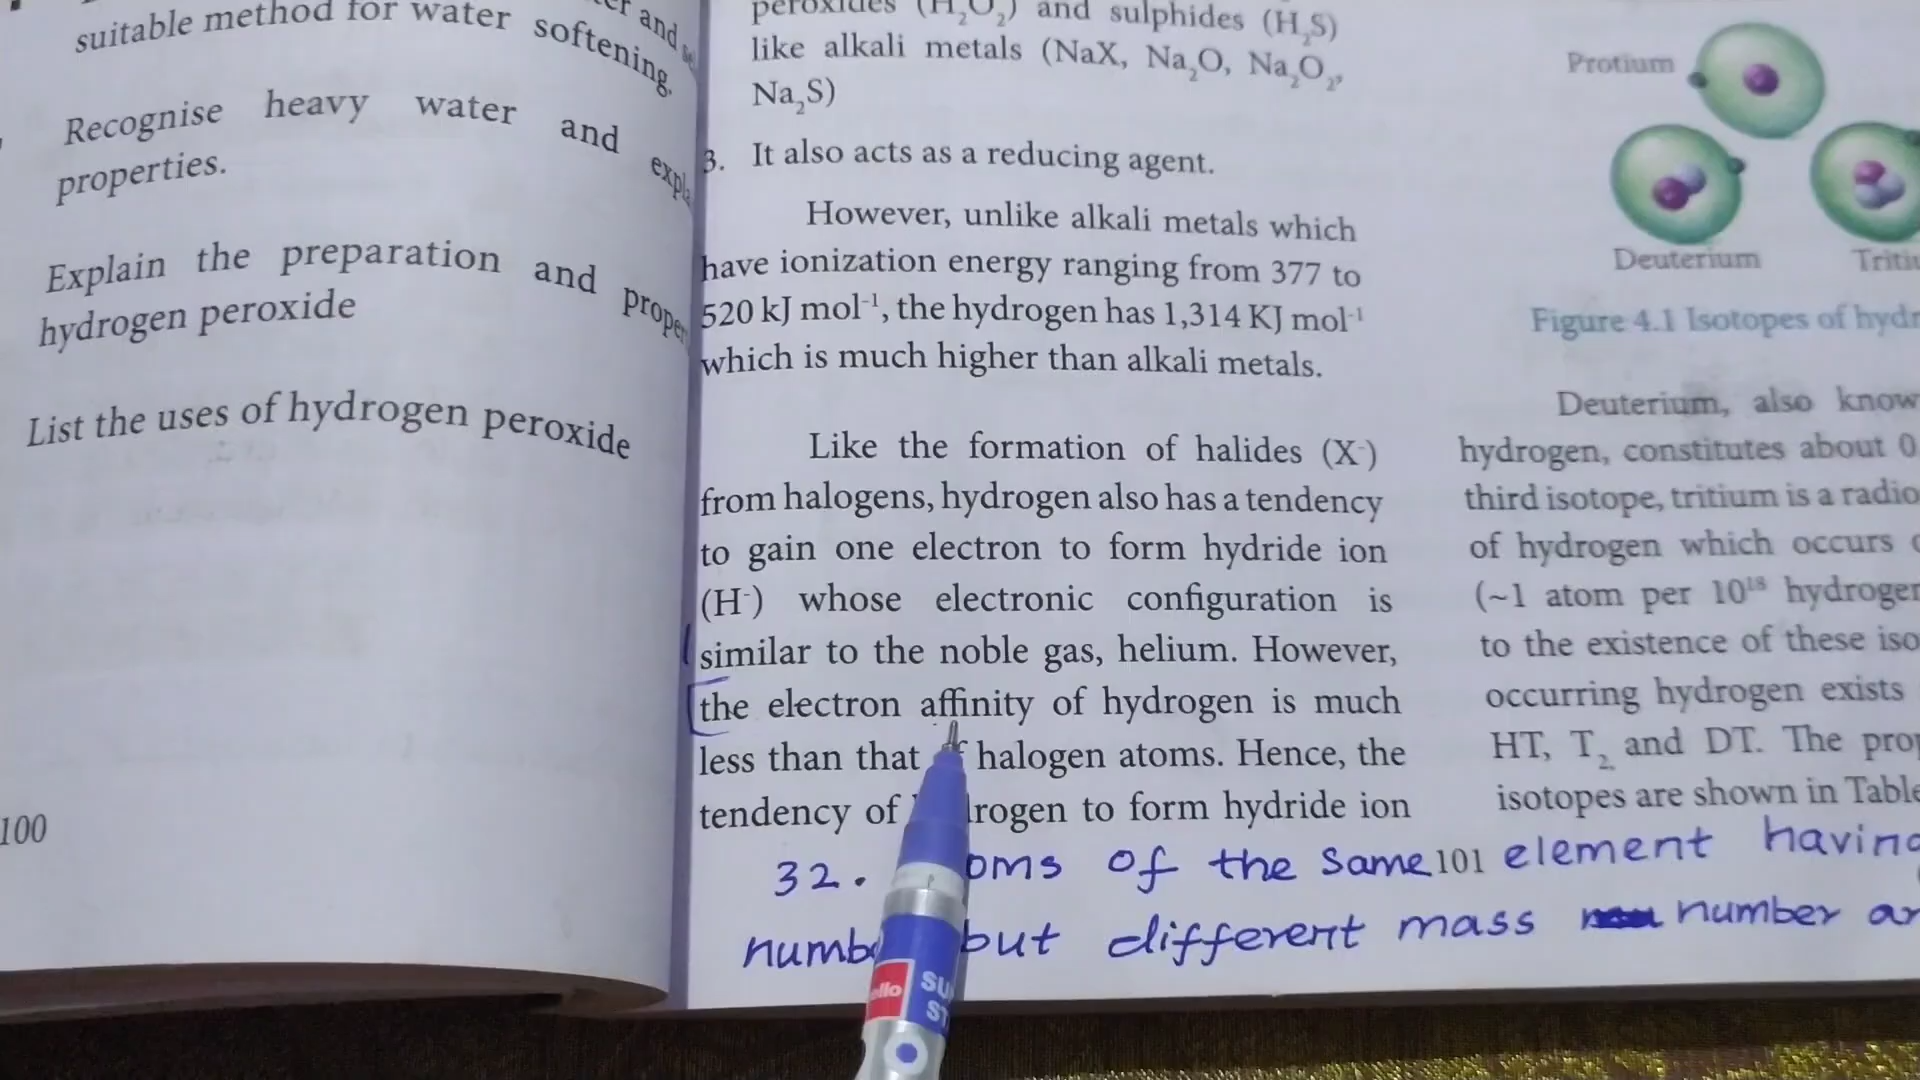 suitable method for water softening.
Recognise heavy water and
properties.
Explain the preparation and
hydrogen peroxide
List the uses of hydrogen peroxide
100
peroxides (H₂O₂) and sulphides (H₂S)
like alkali metals (NaX, Na₂O, Na₂O₂,
Na₂S)
3. It also acts as a reducing agent.
However, unlike alkali metals which
have ionization energy ranging from 377 to
520 kJ mol⁻¹, the hydrogen has 1,314 KJ mol⁻¹
which is much higher than alkali metals.
Like the formation of halides (X⁻)
from halogens, hydrogen also has a tendency
to gain one electron to form hydride ion
(H⁻) whose electronic configuration is
similar to the noble gas, helium. However,
the electron affinity of hydrogen is much
less than that of halogen atoms. Hence, the
tendency of to form hydride ion
Protium
Deuterium
Figure 4.1 Isotopes of
Deuterium, also
hydrogen, constitutes about
third isotope, tritium is a
of hydrogen which occurs
(~1 atom per 10¹⁸
to the existence of these
occurring hydrogen exists
HT, T₂ and DT. The
isotopes are shown in
101
32. of the same element having
but different mass number